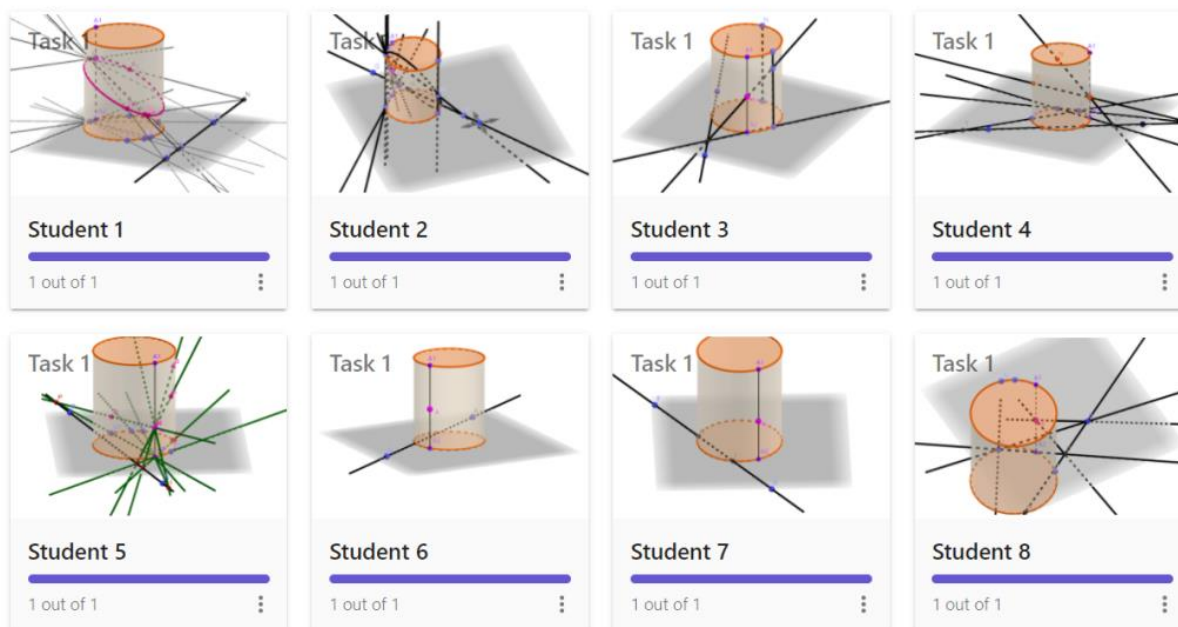 Task 1
Task 1
Task 1
Task 1
Student 1
Student 2
Student 3
Student 4
1 out of 1
1 out of 1
1 out of 1
1 out of 1
Task 1
Task 1
Task 1
Task 1
Student 5
Student 6
Student 7
Student 8
1 out of 1
1 out of 1
1 out of 1
1 out of 1